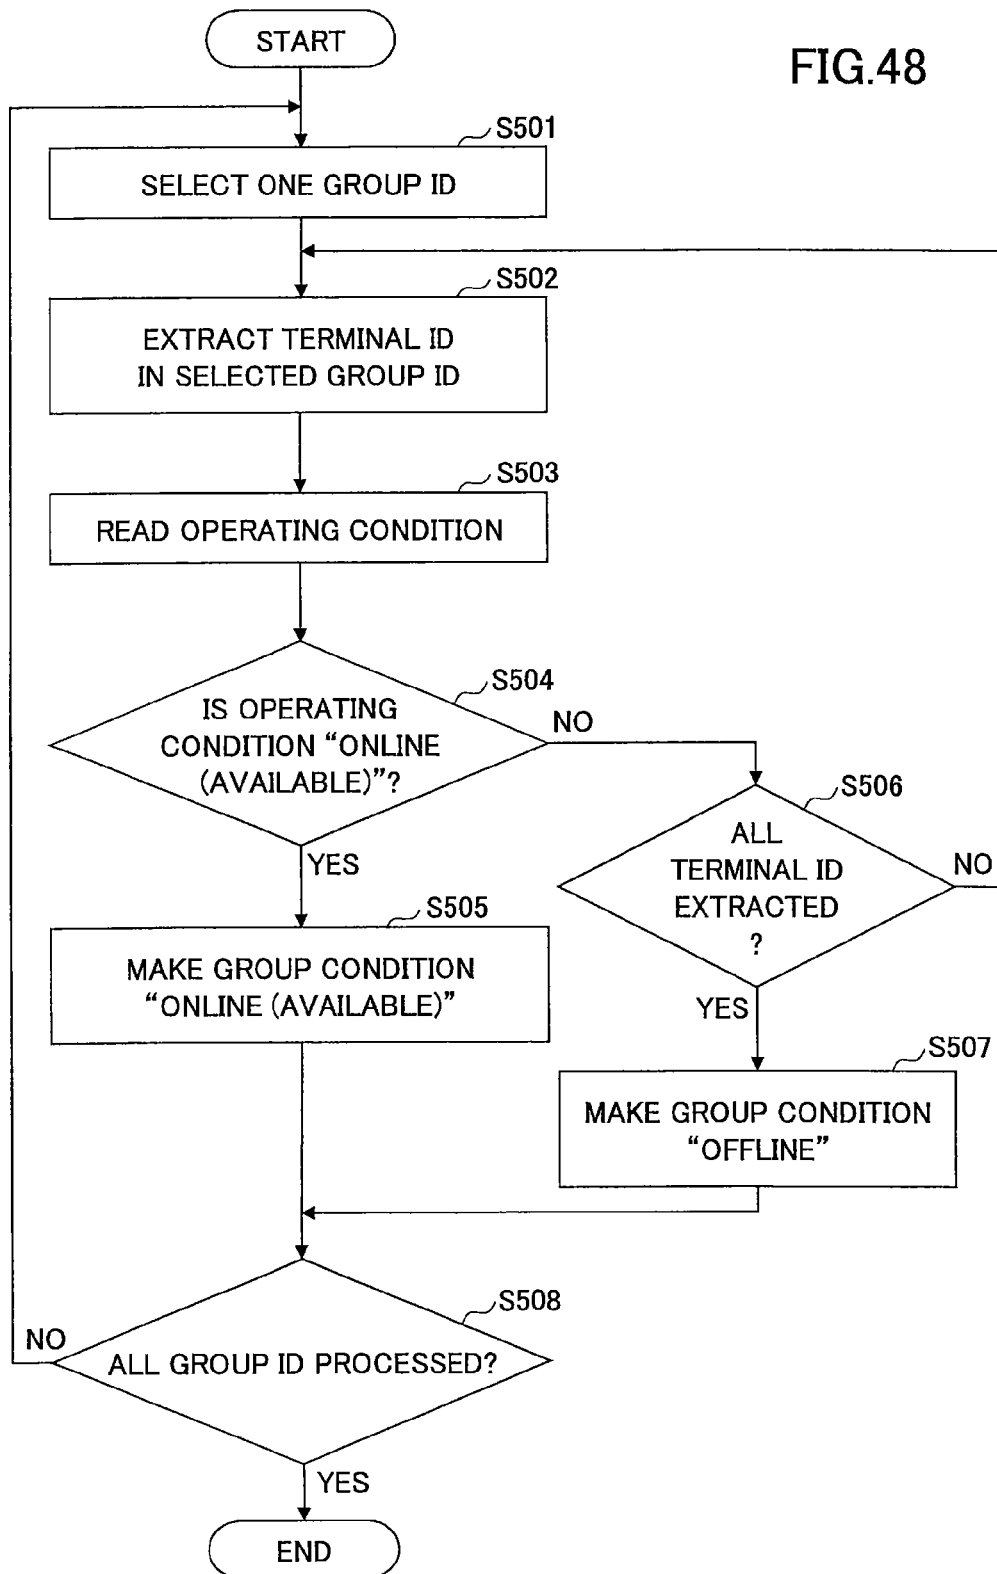 START
FIG.48
S501
SELECT ONE GROUP ID
S502
EXTRACT TERMINAL ID
IN SELECTED GROUP ID
S503
READ OPERATING CONDITION
S504
IS OPERATING
CONDITION “ONLINE
(AVAILABLE)”?
NO
YES
S506
ALL
TERMINAL ID
EXTRACTED
?
NO
YES
S505
MAKE GROUP CONDITION
“ONLINE (AVAILABLE)”
S507
MAKE GROUP CONDITION
“OFFLINE”
S508
ALL GROUP ID PROCESSED?
NO
YES
END